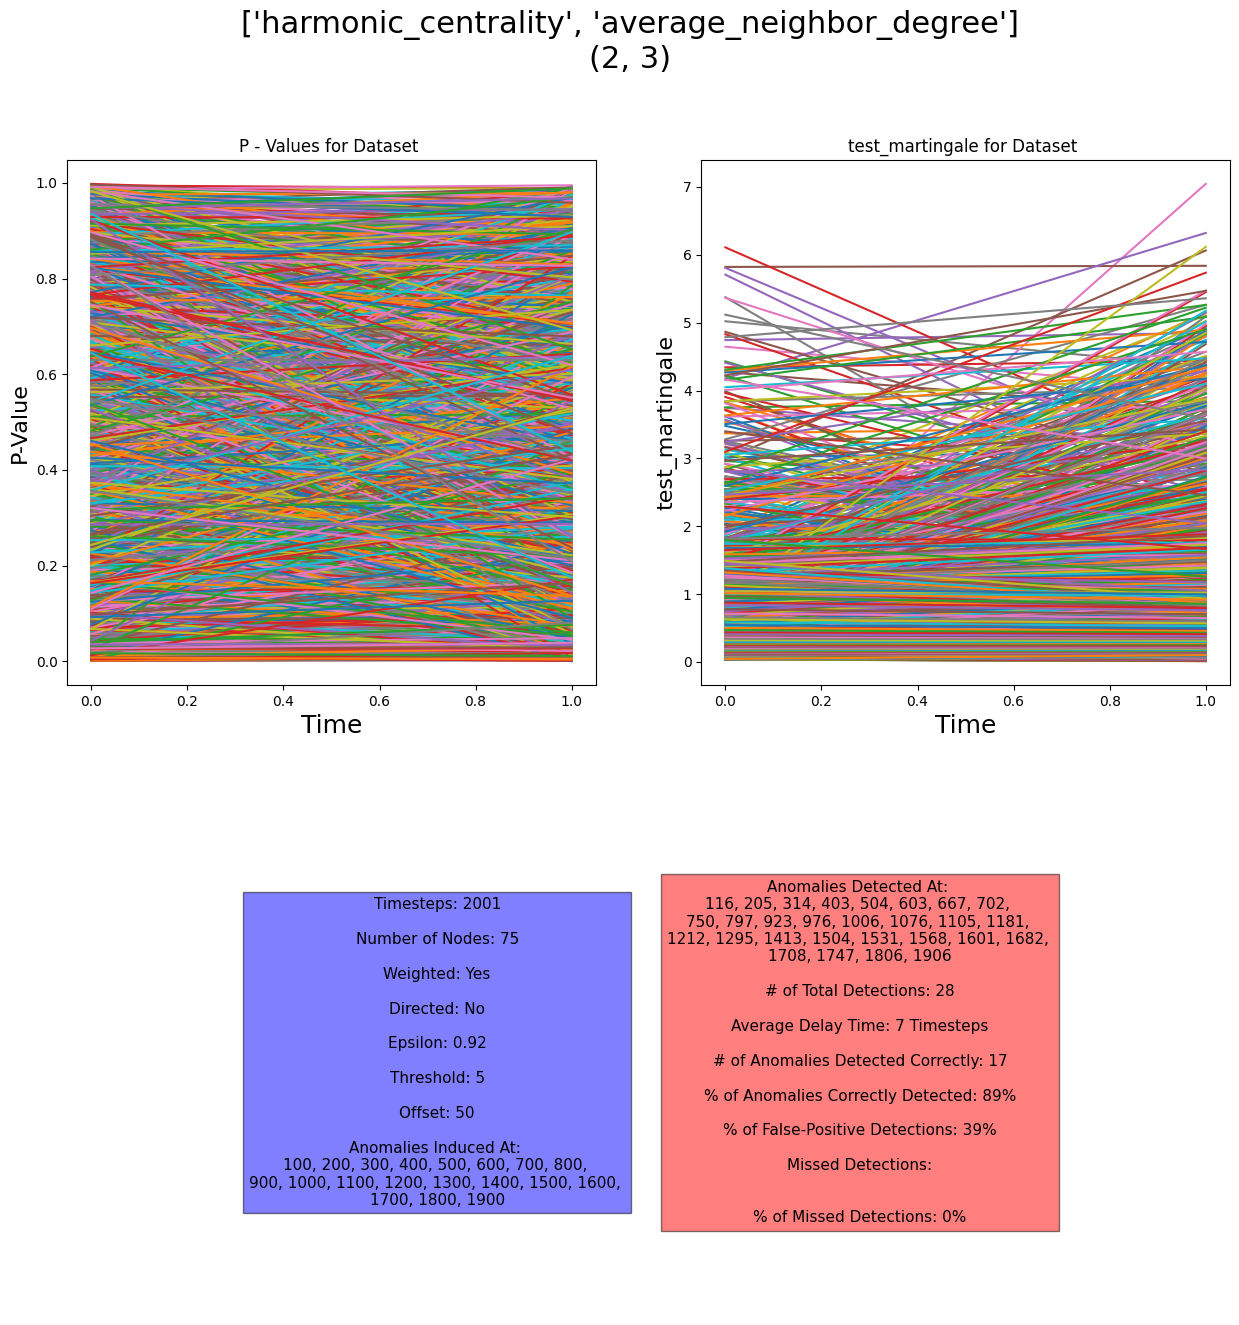 ['harmonic_centrality', 'average_neighbor_degree']
(2, 3)
P - Values for Dataset
P-Value
1.0
0.8
0.6
0.4
0.2
0.0
0.0 0.2 0.4 0.6 0.8 1.0
Time
test_martingale for Dataset
test_martingale
7
6
5
4
3
2
1
0
0.0 0.2 0.4 0.6 0.8 1.0
Time
Timesteps: 2001
Number of Nodes: 75
Weighted: Yes
Directed: No
Epsilon: 0.92
Threshold: 5
Offset: 50
Anomalies Induced At:
100, 200, 300, 400, 500, 600, 700, 800,
900, 1000, 1100, 1200, 1300, 1400, 1500, 1600,
1700, 1800, 1900
Anomalies Detected At:
116, 205, 314, 403, 504, 603, 667, 702,
750, 797, 923, 976, 1006, 1076, 1105, 1181,
1212, 1295, 1413, 1504, 1531, 1568, 1601, 1682,
1708, 1747, 1806, 1906
# of Total Detections: 28
Average Delay Time: 7 Timesteps
# of Anomalies Detected Correctly: 17
% of Anomalies Correctly Detected: 89%
% of False-Positive Detections: 39%
Missed Detections:
% of Missed Detections: 0%